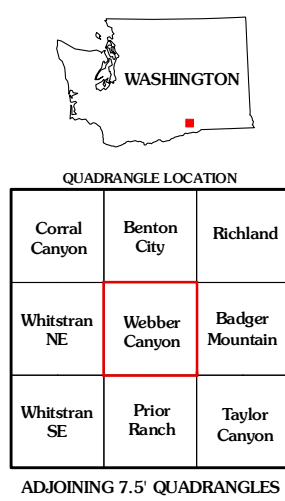 WASHINGTON
QUADRANGLE LOCATION
Corral
Canyon
Benton
City
Richland
Whitstran
NE
Webber
Canyon
Badger
Mountain
Whitstran
SE
Prior
Ranch
Taylor
Canyon
ADJOINING 7.5' QUADRANGLES